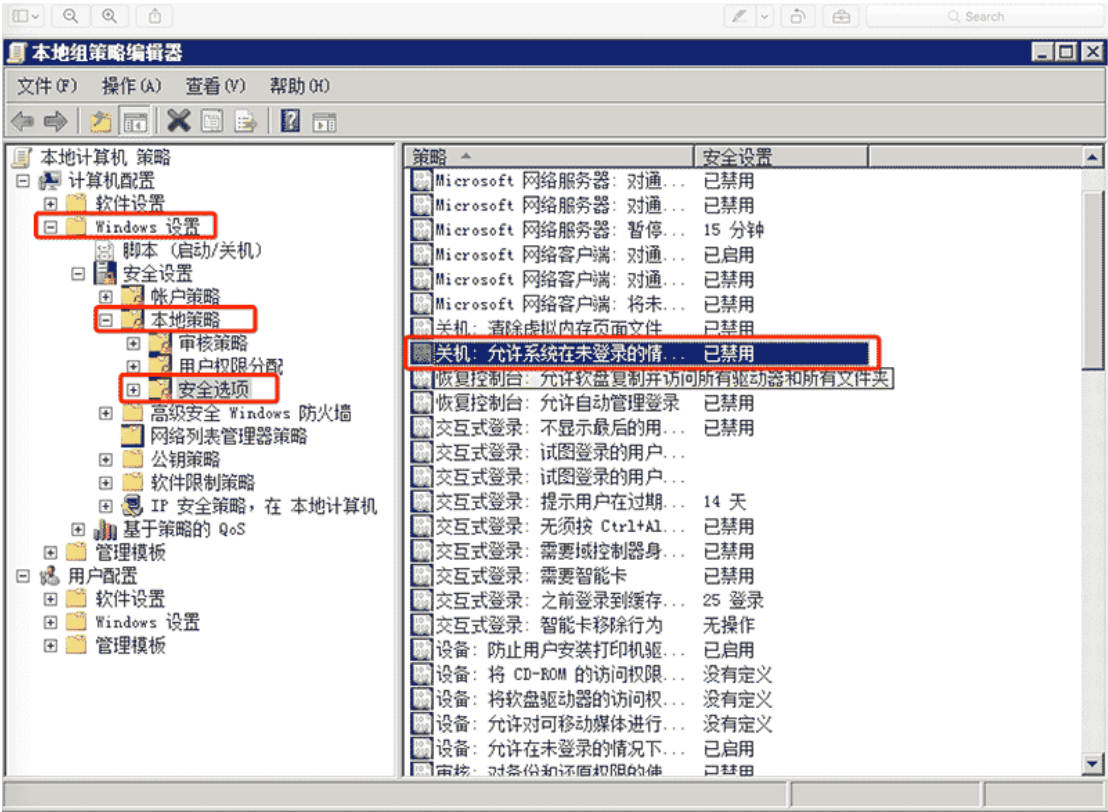 Search
本地组策略编辑器
文件(F) 操作(A) 查看(V) 帮助(H)
本地计算机 策略
计算机配置
软件设置
Windows 设置
脚本 (启动/关机)
安全设置
帐户策略
本地策略
审核策略
用户权限分配
安全选项
高级安全 Windows 防火墙
网络列表管理器策略
公钥策略
软件限制策略
IP 安全策略，在 本地计算机
基于策略的 QoS
管理模板
用户配置
软件设置
Windows 设置
管理模板
策略 安全设置
Microsoft 网络服务器: 对通... 已禁用
Microsoft 网络服务器: 对通... 已禁用
Microsoft 网络服务器: 暂停... 15 分钟
Microsoft 网络客户端: 对通... 已启用
Microsoft 网络客户端: 对通... 已禁用
Microsoft 网络客户端: 将未... 已禁用
关机: 清除虚拟内存页面文件 已禁用
关机: 允许系统在未登录的情... 已禁用
恢复控制台: 允许软盘复制并访问所有驱动器和所有文件夹
恢复控制台: 允许自动管理登录 已禁用
交互式登录: 不显示最后的用... 已禁用
交互式登录: 试图登录的用户...
交互式登录: 试图登录的用户...
交互式登录: 提示用户在过期... 14 天
交互式登录: 无须按 Ctrl+Al... 已禁用
交互式登录: 需要域控制器身... 已禁用
交互式登录: 需要智能卡 已禁用
交互式登录: 之前登录到缓存... 25 登录
交互式登录: 智能卡移除行为 无操作
设备: 防止用户安装打印机驱... 已启用
设备: 将 CD-ROM 的访问权限... 没有定义
设备: 将软盘驱动器的访问权... 没有定义
设备: 允许对可移动媒体进行... 没有定义
设备: 允许在未登录的情况下... 已启用
审核: 对备份和还原权限的使... 已禁用